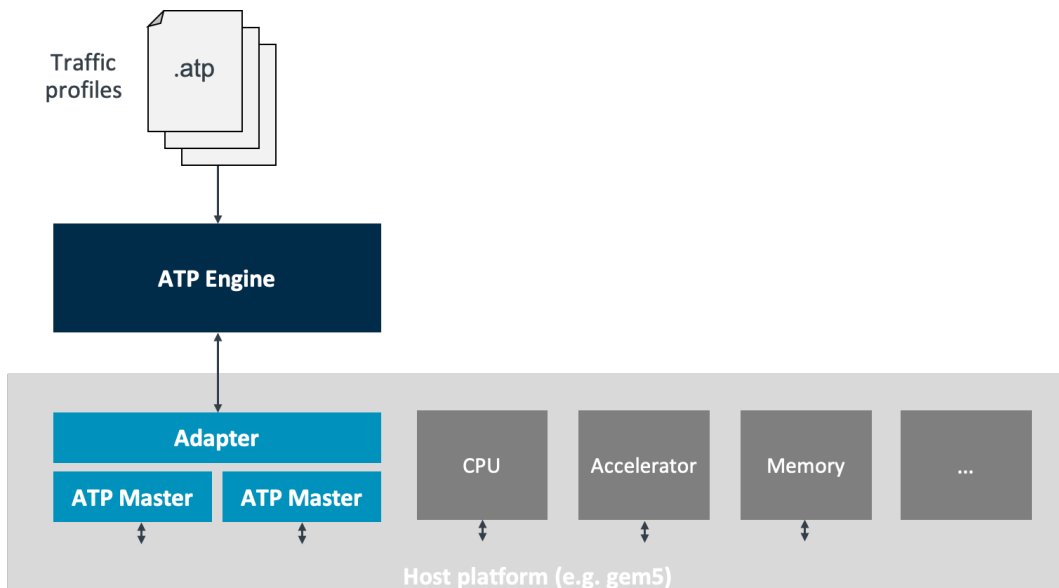 Traffic
profiles
.atp
ATP Engine
Adapter
ATP Master
ATP Master
CPU
Accelerator
Memory
...
Host platform (e.g. gem5)